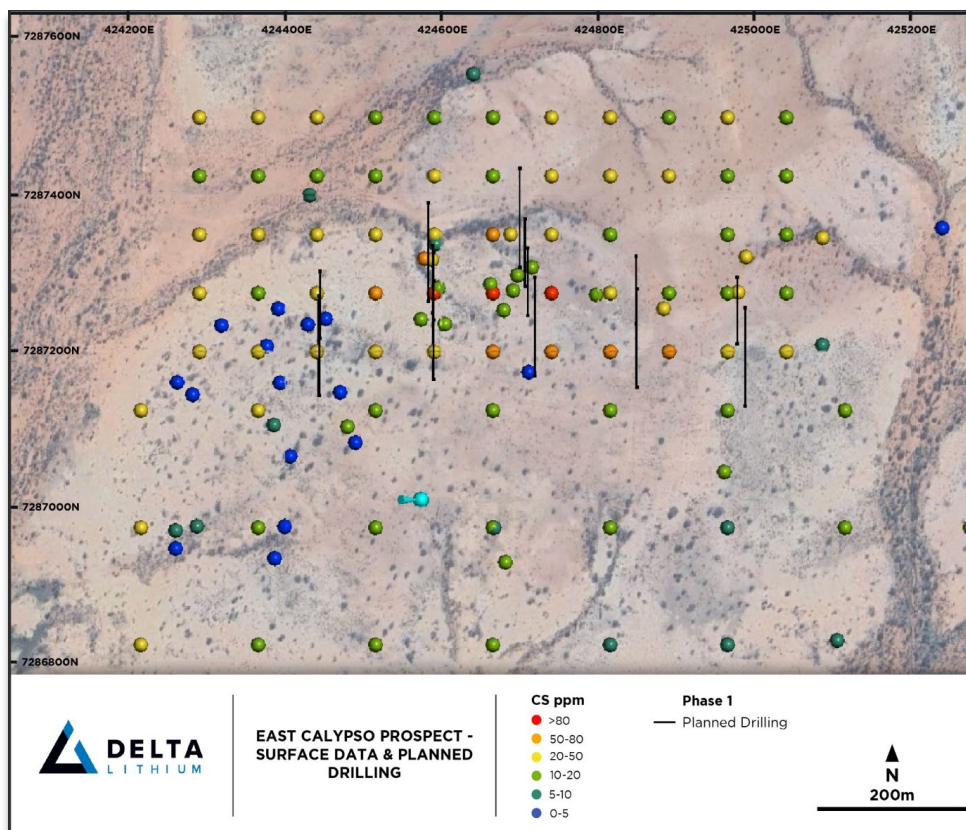 424200E 424400E 424600E 424800E 425000E 425200E
7287600N
7287400N
7287200N
7287000N
7286800N
DELTA
LITHIUM
EAST CALYPSO PROSPECT -
SURFACE DATA & PLANNED
DRILLING
CS ppm
>80
50-80
20-50
10-20
5-10
0-5
Phase 1
Planned Drilling
N
200m